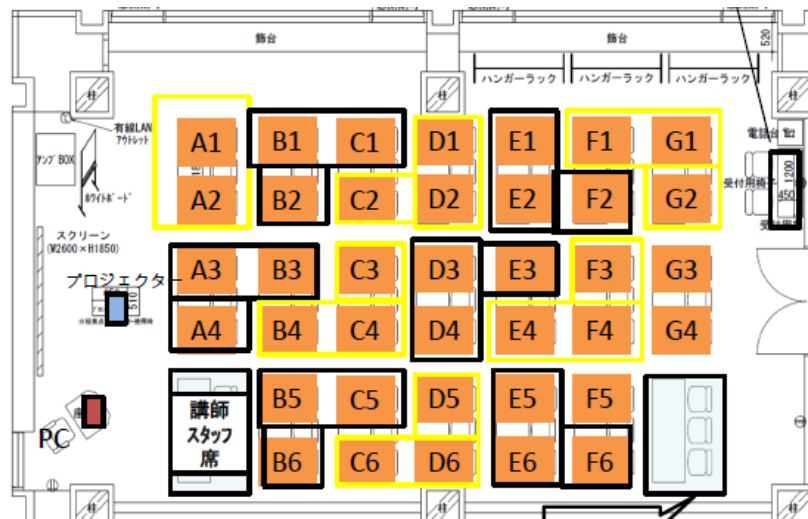 飾台
飾台
520
ハンガーラック
ハンガーラック
ハンガーラック
柱
柱
柱
有線LAN
アウトレット
アンプBOX
ホワイトボード
A1
B1
C1
D1
E1
F1
G1
電話台
A2
B2
C2
D2
E2
F2
G2
受付用椅子
1200
450
スクリーン
(W2600×H1850)
プロジェクター
510
A3
B3
C3
D3
E3
F3
G3
A4
B4
C4
D4
E4
F4
G4
講師
スタッフ
席
B5
C5
D5
E5
F5
PC
B6
C6
D6
E6
F6
柱
柱
柱